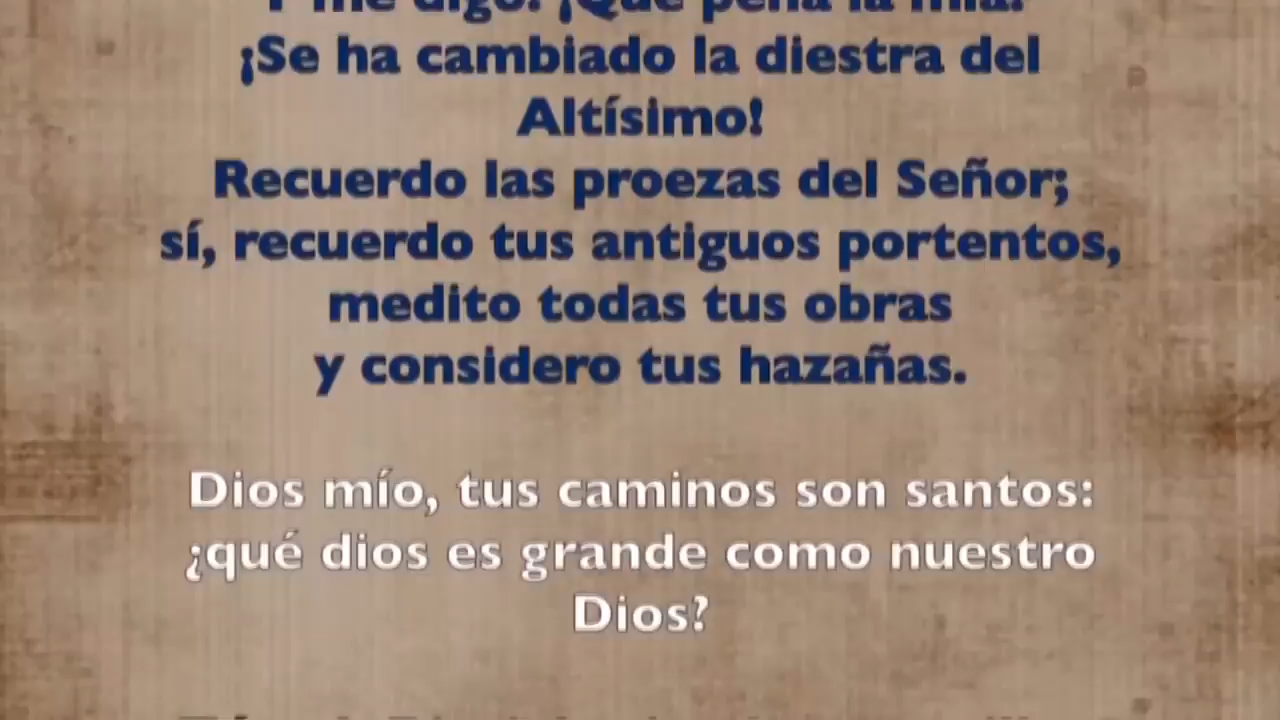 Y me digo: ¡Qué pena la mía!
¡Se ha cambiado la diestra del
Altísimo!
Recuerdo las proezas del Señor;
sí, recuerdo tus antiguos portentos,
medito todas tus obras
y considero tus hazañas.
Dios mío, tus caminos son santos:
¿qué dios es grande como nuestro
Dios?